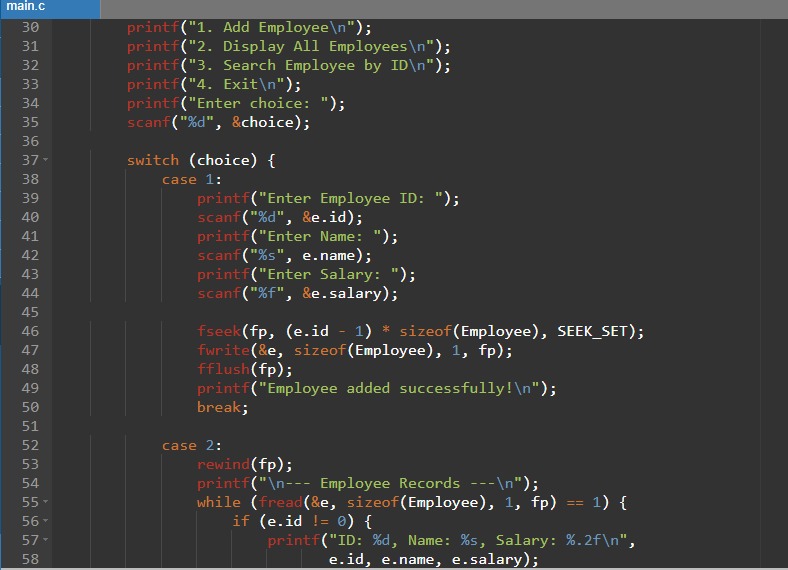 main.c
30 printf("1. Add Employee\n");
31 printf("2. Display All Employees\n");
32 printf("3. Search Employee by ID\n");
33 printf("4. Exit\n");
34 printf("Enter choice: ");
35 scanf("%d", &choice);
36
37 switch (choice) {
38 case 1:
39 printf("Enter Employee ID: ");
40 scanf("%d", &e.id);
41 printf("Enter Name: ");
42 scanf("%s", e.name);
43 printf("Enter Salary: ");
44 scanf("%f", &e.salary);
45
46 fseek(fp, (e.id - 1) * sizeof(Employee), SEEK_SET);
47 fwrite(&e, sizeof(Employee), 1, fp);
48 fflush(fp);
49 printf("Employee added successfully!\n");
50 break;
51
52 case 2:
53 rewind(fp);
54 printf("\n--- Employee Records ---\n");
55 while (fread(&e, sizeof(Employee), 1, fp) == 1) {
56 if (e.id != 0) {
57 printf("ID: %d, Name: %s, Salary: %.2f\n",
58 e.id, e.name, e.salary);